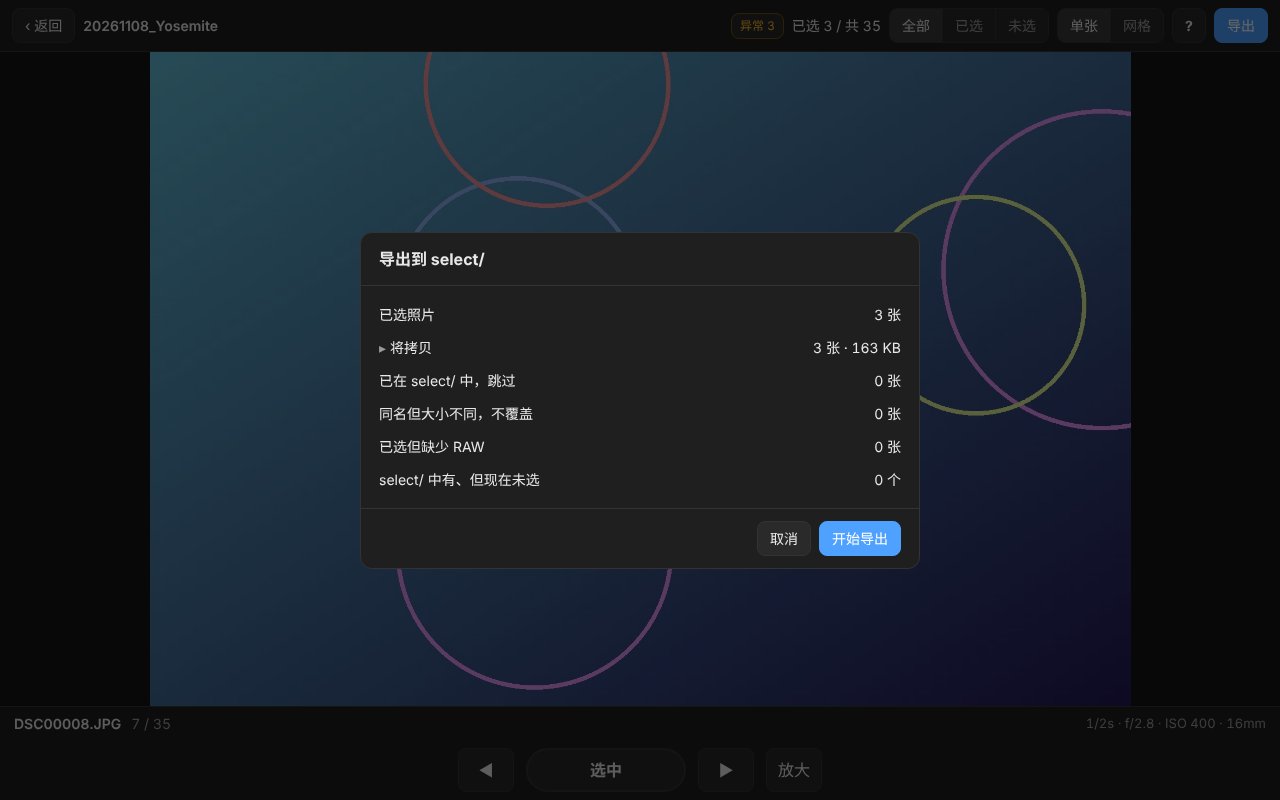 ‹ 返回 20261108_Yosemite 异常 3 已选 3 / 共 35 全部 已选 未选 单张 网格 ? 导出
导出到 select/
已选照片 3 张
▸ 将拷贝 3 张 · 163 KB
已在 select/ 中，跳过 0 张
同名但大小不同，不覆盖 0 张
已选但缺少 RAW 0 张
select/ 中有、但现在未选 0 个
取消 开始导出
DSC00008.JPG 7 / 35 1/2s · f/2.8 · ISO 400 · 16mm
◀ 选中 ▶ 放大